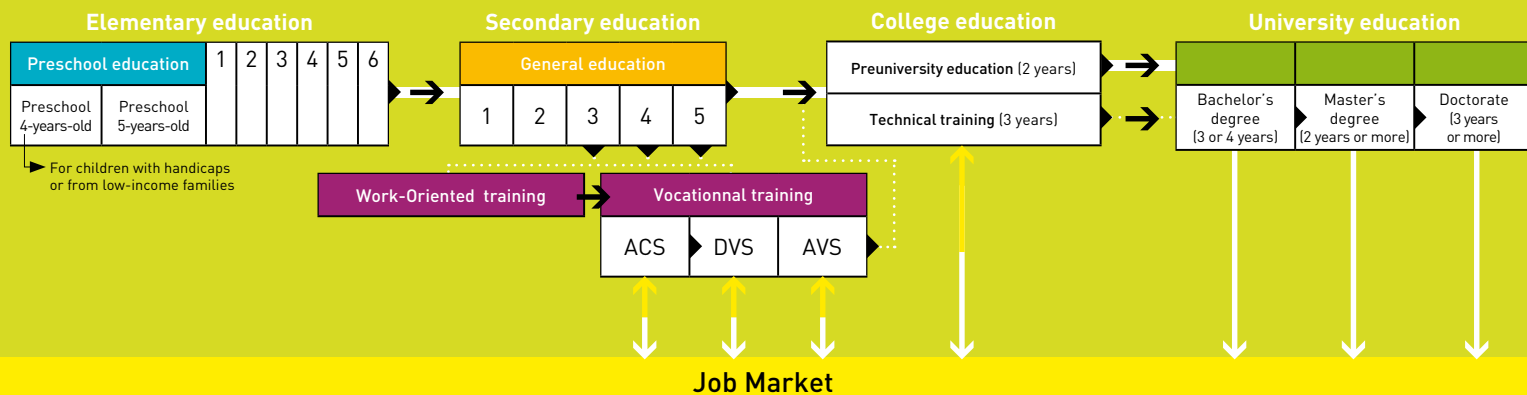 Elementary education
Preschool education
1 2 3 4 5 6
Preschool
4-years-old
Preschool
5-years-old
For children with handicaps
or from low-income families
Secondary education
General education
1 2 3 4 5
Work-Oriented training
Vocationnal training
ACS
DVS
AVS
College education
Preuniversity education (2 years)
Technical training (3 years)
University education
Bachelor's
degree
(3 or 4 years)
Master's
degree
(2 years or more)
Doctorate
(3 years
or more)
Job Market